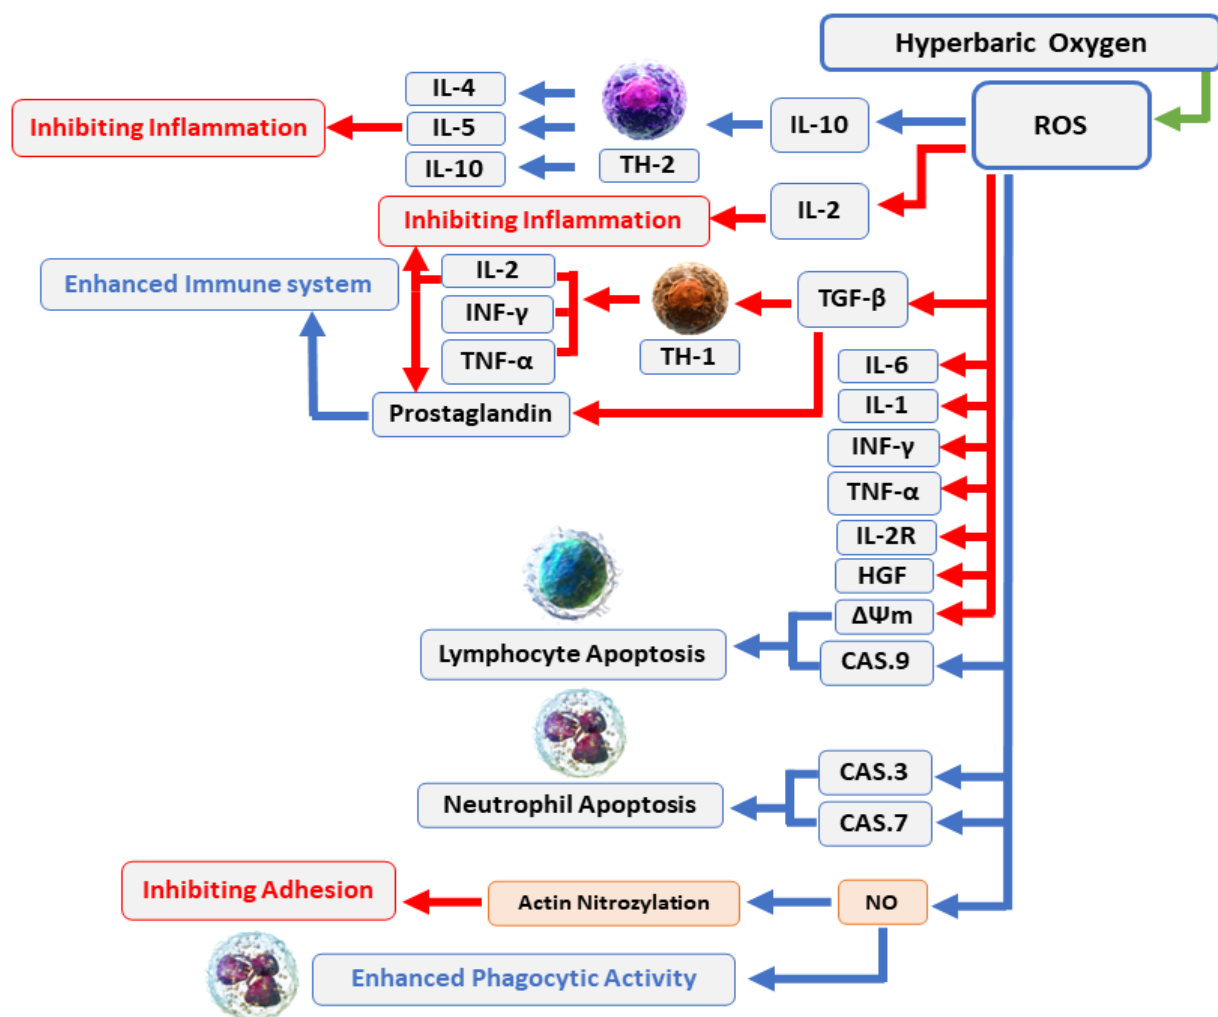 Hyperbaric Oxygen
ROS
IL-4
IL-5
IL-10
TH-2
IL-10
Inhibiting Inflammation
IL-2
Inhibiting Inflammation
Enhanced Immune system
IL-2
INF-γ
TNF-α
TH-1
TGF-β
Prostaglandin
IL-6
IL-1
INF-γ
TNF-α
IL-2R
HGF
ΔΨm
CAS.9
Lymphocyte Apoptosis
CAS.3
CAS.7
Neutrophil Apoptosis
Inhibiting Adhesion
Actin Nitrozylation
NO
Enhanced Phagocytic Activity